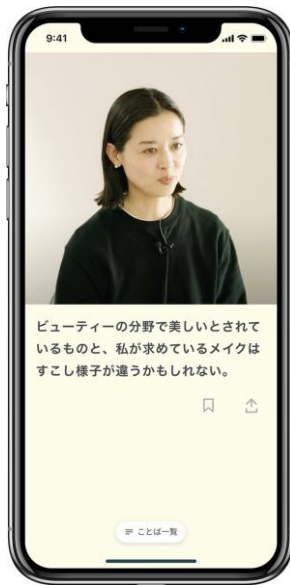 9:41
ビューティーの分野で美しいとされて
いるものと、私が求めているメイクは
すこし様子が違うかもしれない。
ことば一覧